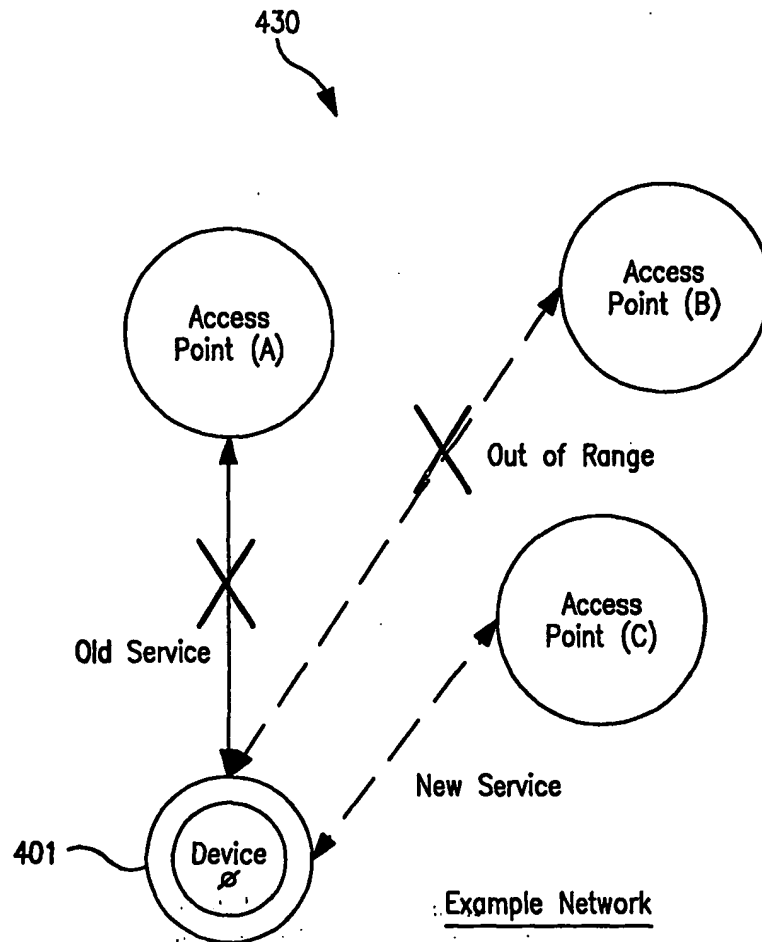 430
Access
Point (A)
Access
Point (B)
Out of Range
Access
Point (C)
Old Service
New Service
401
Device
Ø
Example Network